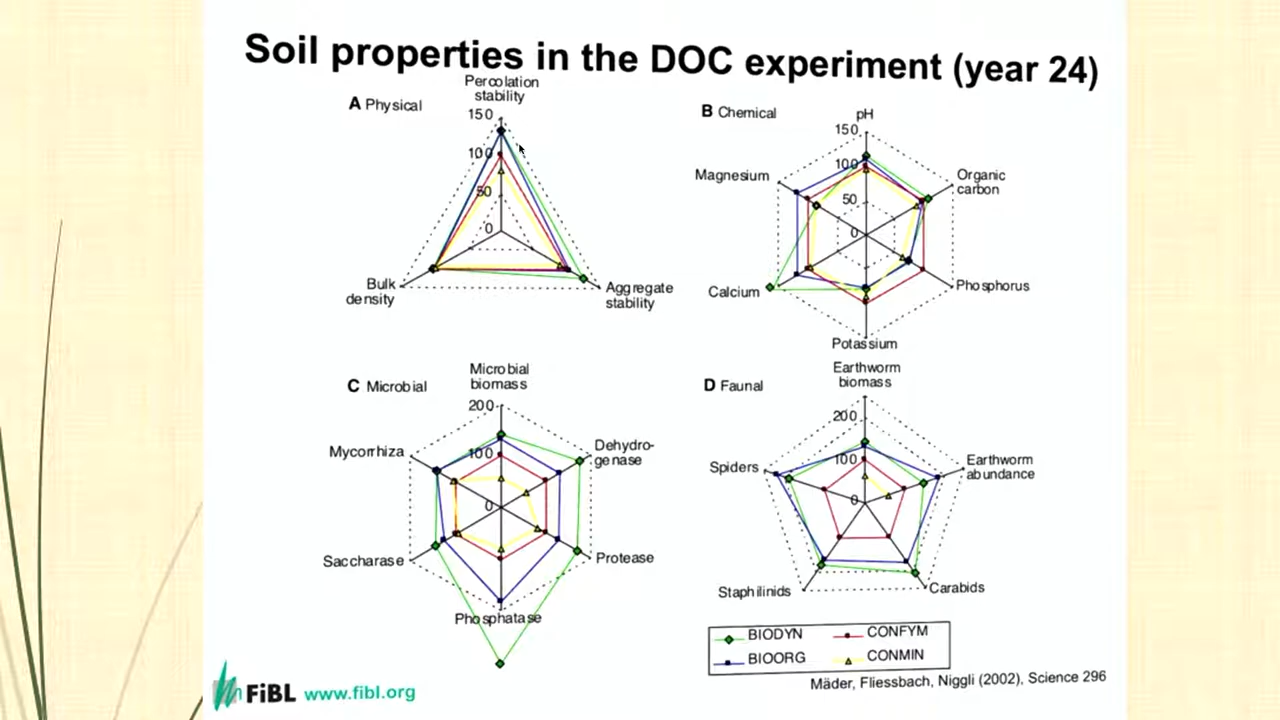 Soil properties in the DOC experiment (year 24)
A Physical
Percolation
stability
150
100
50
0
Bulk
density
Aggregate
stability
B Chemical
pH
150
100
50
0
Magnesium
Organic
carbon
Calcium
Phosphorus
Potassium
C Microbial
Microbial
biomass
200
100
0
Mycorrhiza
Dehydro-
genase
Saccharase
Protease
Phosphatase
D Faunal
Earthworm
biomass
200
100
0
Spiders
Earthworm
abundance
Staphilinids
Carabids
BIODYN
CONFYM
BIOORG
CONMIN
FiBL www.fibl.org
Mäder, Fliessbach, Niggli (2002), Science 296